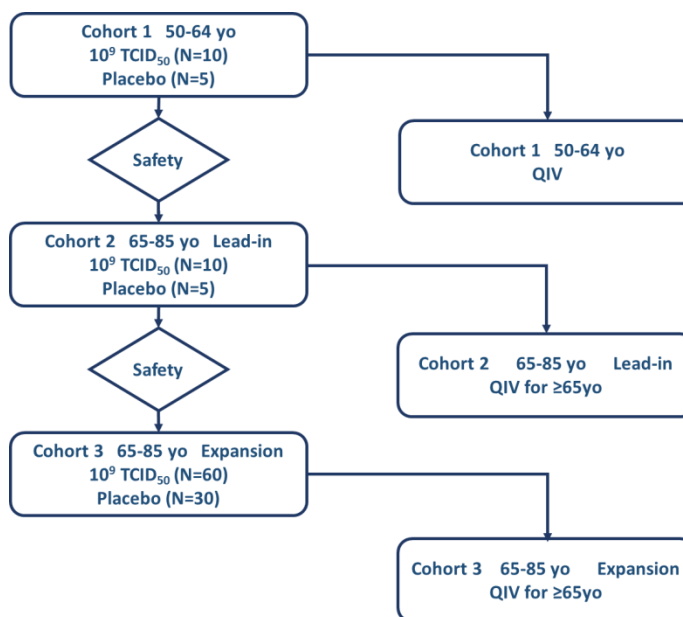 Cohort 1 50-64 yo
10⁹ TCID₅₀ (N=10)
Placebo (N=5)
Cohort 1 50-64 yo
QIV
Safety
Cohort 2 65-85 yo Lead-in
10⁹ TCID₅₀ (N=10)
Placebo (N=5)
Cohort 2 65-85 yo Lead-in
QIV for ≥65yo
Safety
Cohort 3 65-85 yo Expansion
10⁹ TCID₅₀ (N=60)
Placebo (N=30)
Cohort 3 65-85 yo Expansion
QIV for ≥65yo